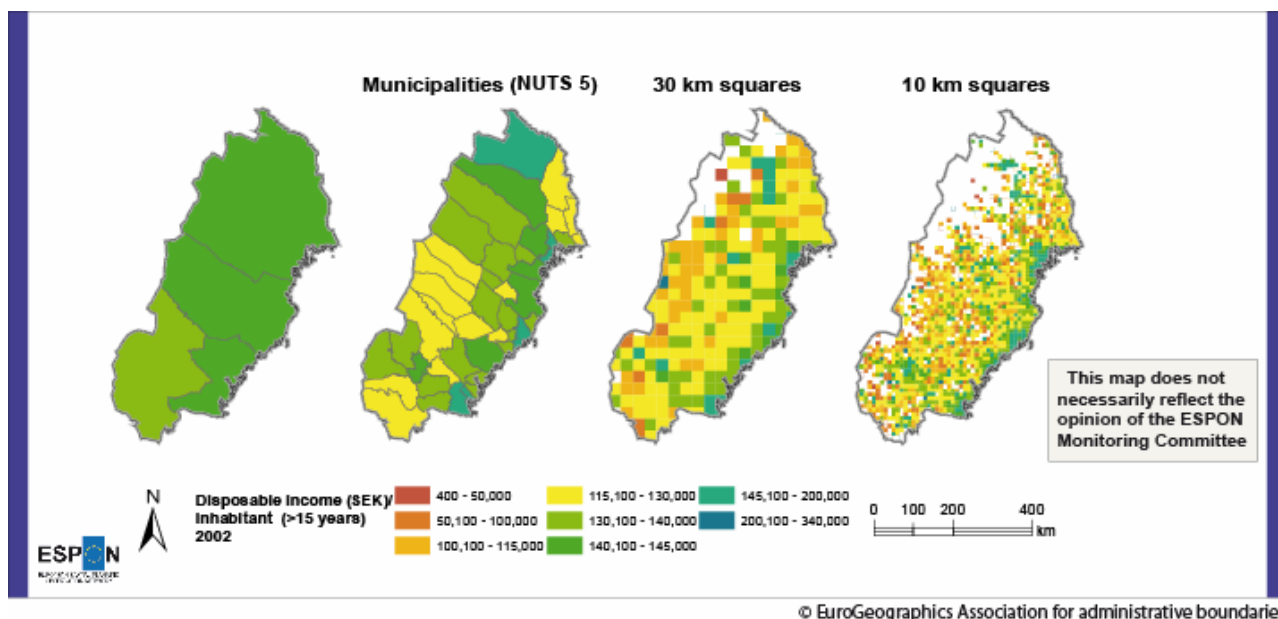 Municipalities (NUTS 5)
30 km squares
10 km squares
This map does not
necessarily reflect the
opinion of the ESPON
Monitoring Committee
N
Disposable Income (SEK)/
Inhabitant (>15 years)
2002
400 - 50,000
50,100 - 100,000
100,100 - 115,000
115,100 - 130,000
130,100 - 140,000
140,100 - 145,000
145,100 - 200,000
200,100 - 340,000
0 100 200 400
km
ESPON
© EuroGeographics Association for administrative boundarie